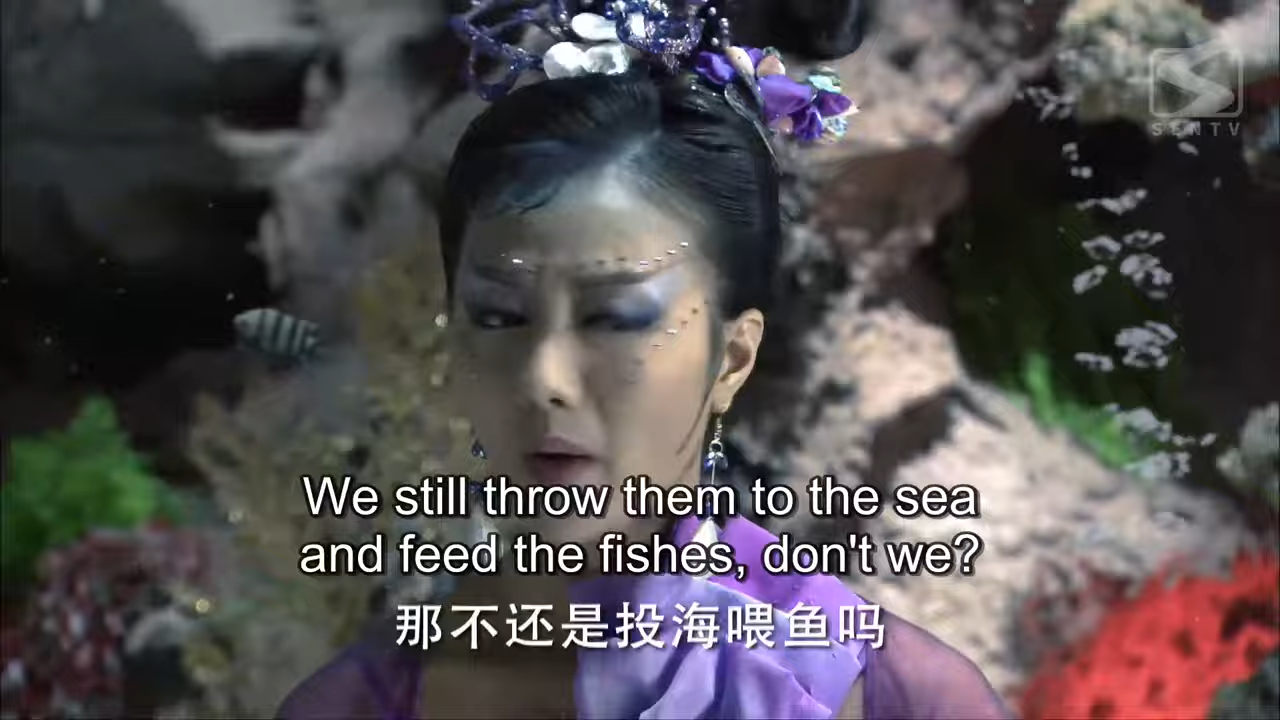 SENTV
We still throw them to the sea
and feed the fishes, don't we?
那不还是投海喂鱼吗